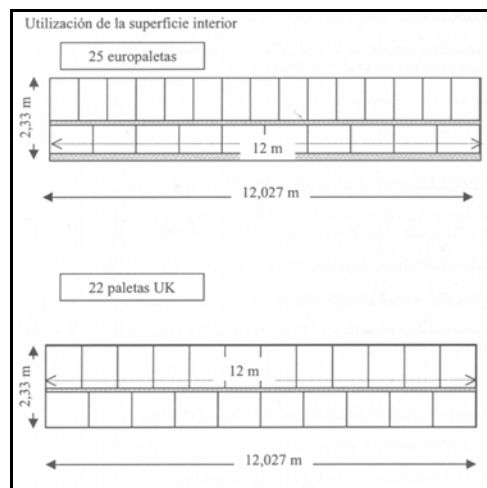 Utilización de la superficie interior
25 europaletas
2,33 m
12 m
12,027 m
22 paletas UK
2,33 m
12 m
12,027 m